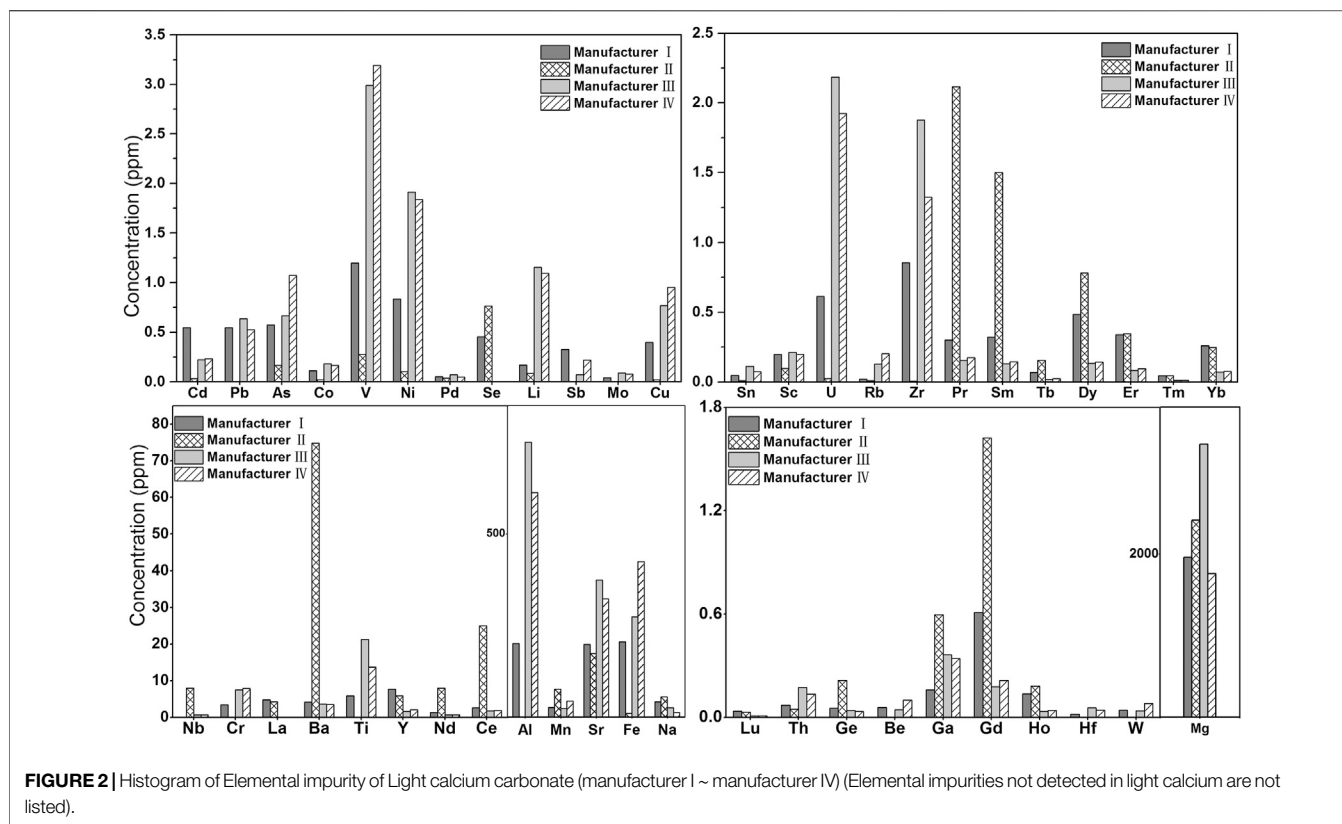 3.5
3.0
2.5
2.0
1.5
1.0
0.5
0.0
Concentration (ppm)
Manufacturer Ⅰ
Manufacturer Ⅱ
Manufacturer Ⅲ
Manufacturer Ⅳ
Cd Pb As Co V Ni Pd Se Li Sb Mo Cu
2.5
2.0
1.5
1.0
0.5
0.0
Manufacturer Ⅰ
Manufacturer Ⅱ
Manufacturer Ⅲ
Manufacturer Ⅳ
Sn Sc U Rb Zr Pr Sm Tb Dy Er Tm Yb
80
70
60
50
40
30
20
10
0
Concentration (ppm)
Manufacturer Ⅰ
Manufacturer Ⅱ
Manufacturer Ⅲ
Manufacturer Ⅳ
500
Nb Cr La Ba Ti Y Nd Ce Al Mn Sr Fe Na
1.8
1.2
0.6
0.0
Manufacturer Ⅰ
Manufacturer Ⅱ
Manufacturer Ⅲ
Manufacturer Ⅳ
2000
Lu Th Ge Be Ga Gd Ho Hf W Mg
FIGURE 2 | Histogram of Elemental impurity of Light calcium carbonate (manufacturer I ~ manufacturer IV) (Elemental impurities not detected in light calcium are not
listed).